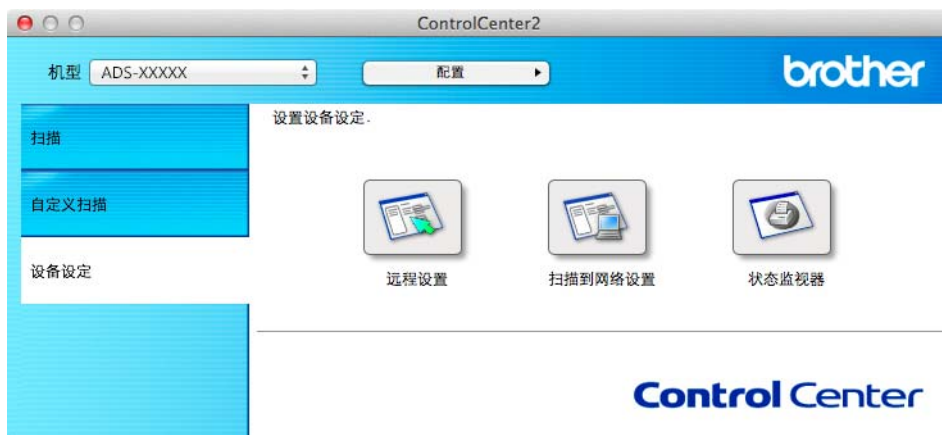 ControlCenter2
机型 ADS-XXXXX 配置 brother
扫描
自定义扫描
设备设定
设置设备设定.
远程设置 扫描到网络设置 状态监视器
Control Center